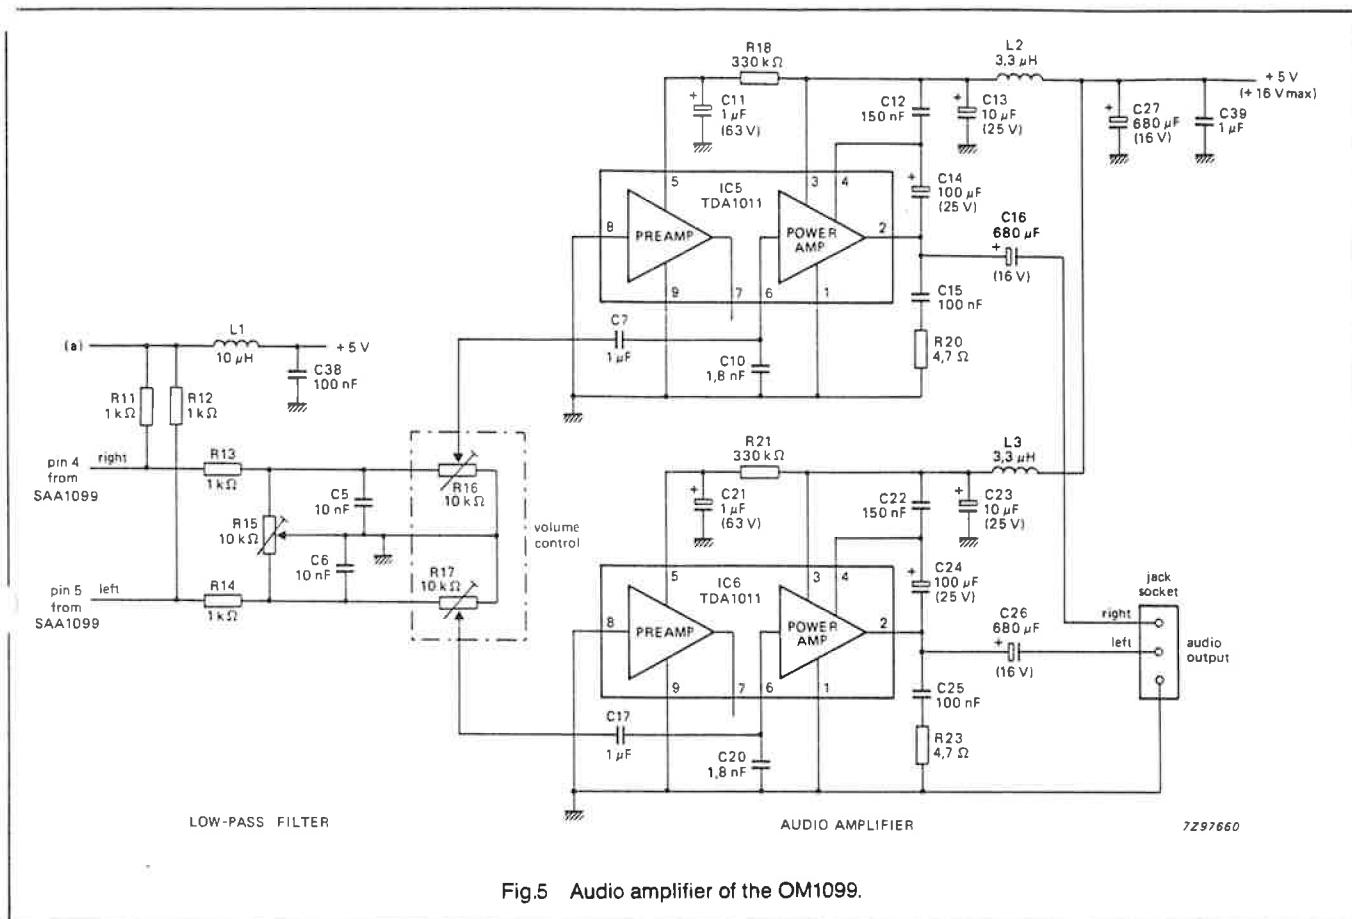 R18
330 kΩ
L2
3,3 µH
+5 V
(+ 16 V max)
C11
1 µF
(63 V)
C12
150 nF
C13
10 µF
(25 V)
C27
680 µF
(16 V)
C39
1 µF
5
IC5
TDA1011
3
4
C14
100 µF
(25 V)
8
PREAMP
POWER
AMP
2
C16
680 µF
(16 V)
9
7
6
1
C15
100 nF
C7
1 µF
C10
1,8 nF
R20
4,7 Ω
(a)
L1
10 µH
+5 V
C38
100 nF
R11
1 kΩ
R12
1 kΩ
pin 4
from
SAA1099
right
R13
1 kΩ
R15
10 kΩ
C5
10 nF
C6
10 nF
R16
10 kΩ
volume
control
R17
10 kΩ
pin 5
from
SAA1099
left
R14
1 kΩ
R21
330 kΩ
L3
3,3 µH
C21
1 µF
(63 V)
C22
150 nF
C23
10 µF
(25 V)
5
IC6
TDA1011
3
4
C24
100 µF
(25 V)
8
PREAMP
POWER
AMP
2
C26
680 µF
(16 V)
9
7
6
1
C25
100 nF
C17
1 µF
C20
1,8 nF
R23
4,7 Ω
jack
socket
right
left
audio
output
LOW-PASS FILTER
AUDIO AMPLIFIER
7Z97660
Fig.5 Audio amplifier of the OM1099.